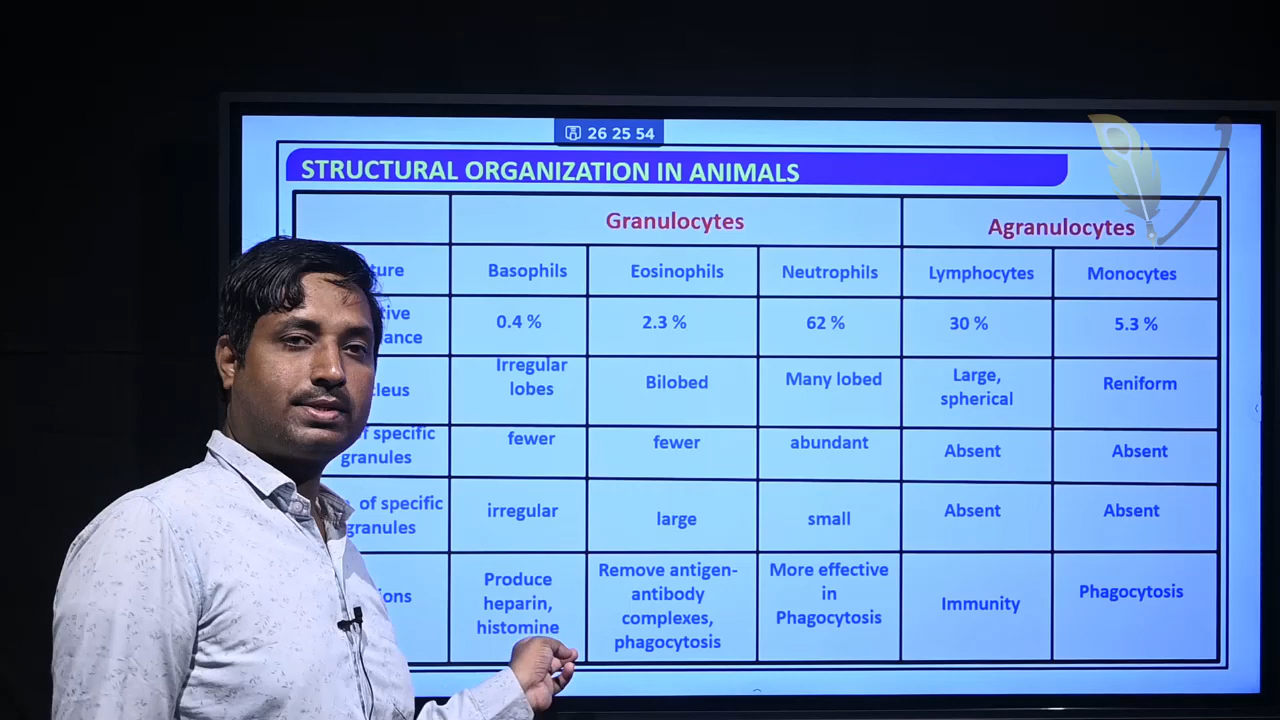 26 25 54
STRUCTURAL ORGANIZATION IN ANIMALS
Granulocytes Agranulocytes
Basophils Eosinophils Neutrophils Lymphocytes Monocytes
0.4 % 2.3 % 62 % 30 % 5.3 %
Irregular lobes Bilobed Many lobed Large, spherical Reniform
of specific granules fewer fewer abundant Absent Absent
of specific granules irregular large small Absent Absent
Produce heparin, histomine Remove antigen-antibody complexes, phagocytosis More effective in Phagocytosis Immunity Phagocytosis